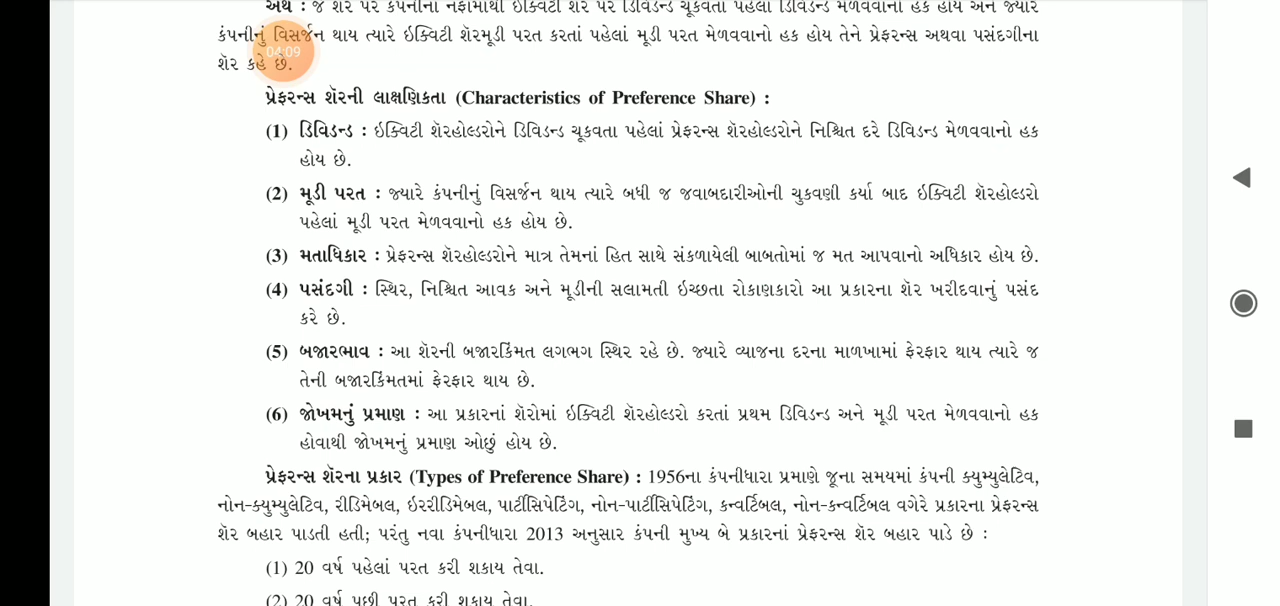 અર્થ : જે શૅર પર કંપનીના નફામાંથી ઇક્વિટી શૅર પર ડિવિડન્ડ ચૂકવતા પહેલાં ડિવિડન્ડ મેળવવાનો હક હોય અને જ્યારે
કંપનીનું વિસર્જન થાય ત્યારે ઇક્વિટી શૅરમૂડી પરત કરતાં પહેલાં મૂડી પરત મેળવવાનો હક હોય તેને પ્રેફરન્સ અથવા પસંદગીના
04:09
શૅર કહે છે.
પ્રેફરન્સ શૅરની લાક્ષણિકતા (Characteristics of Preference Share) :
(1) ડિવિડન્ડ : ઇક્વિટી શૅરહોલ્ડરોને ડિવિડન્ડ ચૂકવતા પહેલાં પ્રેફરન્સ શૅરહોલ્ડરોને નિશ્ચિત દરે ડિવિડન્ડ મેળવવાનો હક
હોય છે.
(2) મૂડી પરત : જ્યારે કંપનીનું વિસર્જન થાય ત્યારે બધી જ જવાબદારીઓની ચુકવણી કર્યા બાદ ઇક્વિટી શૅરહોલ્ડરો
પહેલાં મૂડી પરત મેળવવાનો હક હોય છે.
(3) મતાધિકાર : પ્રેફરન્સ શૅરહોલ્ડરોને માત્ર તેમનાં હિત સાથે સંકળાયેલી બાબતોમાં જ મત આપવાનો અધિકાર હોય છે.
(4) પસંદગી : સ્થિર, નિશ્ચિત આવક અને મૂડીની સલામતી ઇચ્છતા રોકાણકારો આ પ્રકારના શૅર ખરીદવાનું પસંદ
કરે છે.
(5) બજારભાવ : આ શૅરની બજારકિંમત લગભગ સ્થિર રહે છે. જ્યારે વ્યાજના દરના માળખામાં ફેરફાર થાય ત્યારે જ
તેની બજારકિંમતમાં ફેરફાર થાય છે.
(6) જોખમનું પ્રમાણ : આ પ્રકારનાં શૅરોમાં ઇક્વિટી શૅરહોલ્ડરો કરતાં પ્રથમ ડિવિડન્ડ અને મૂડી પરત મેળવવાનો હક
હોવાથી જોખમનું પ્રમાણ ઓછું હોય છે.
પ્રેફરન્સ શૅરના પ્રકાર (Types of Preference Share) : 1956ના કંપનીધારા પ્રમાણે જૂના સમયમાં કંપની ક્યુમ્યુલેટિવ,
નોન-ક્યુમ્યુલેટિવ, રીડિમેબલ, ઇરરીડિમેબલ, પાર્ટીસિપેટિંગ, નોન-પાર્ટીસિપેટિંગ, કન્વર્ટિબલ, નોન-કન્વર્ટિબલ વગેરે પ્રકારના પ્રેફરન્સ
શૅર બહાર પાડતી હતી; પરંતુ નવા કંપનીધારા 2013 અનુસાર કંપની મુખ્ય બે પ્રકારનાં પ્રેફરન્સ શૅર બહાર પાડે છે :
(1) 20 વર્ષ પહેલાં પરત કરી શકાય તેવા.
(2) 20 વર્ષ પછી પરત કરી શકાય તેવા.